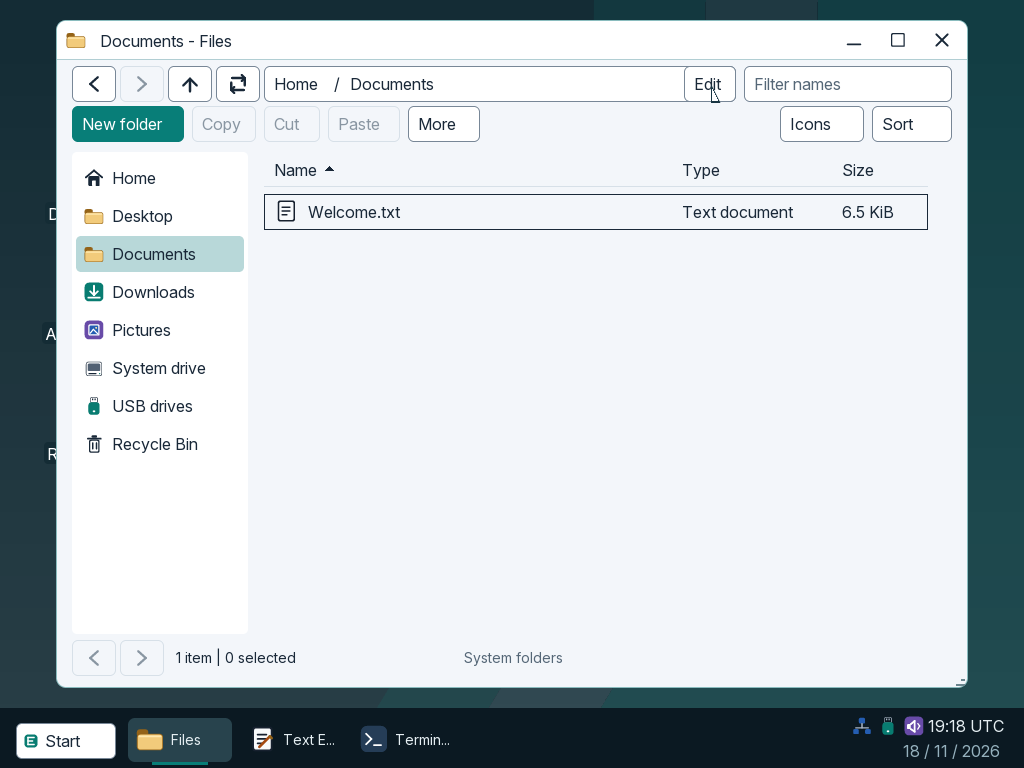 Documents - Files
Home / Documents Edit Filter names
New folder Copy Cut Paste More Icons Sort
Name Type Size
Welcome.txt Text document 6.5 KiB
Home
Desktop
Documents
Downloads
Pictures
System drive
USB drives
Recycle Bin
D
A
R
1 item | 0 selected System folders
Start Files Text E... Termin... 19:18 UTC
18 / 11 / 2026